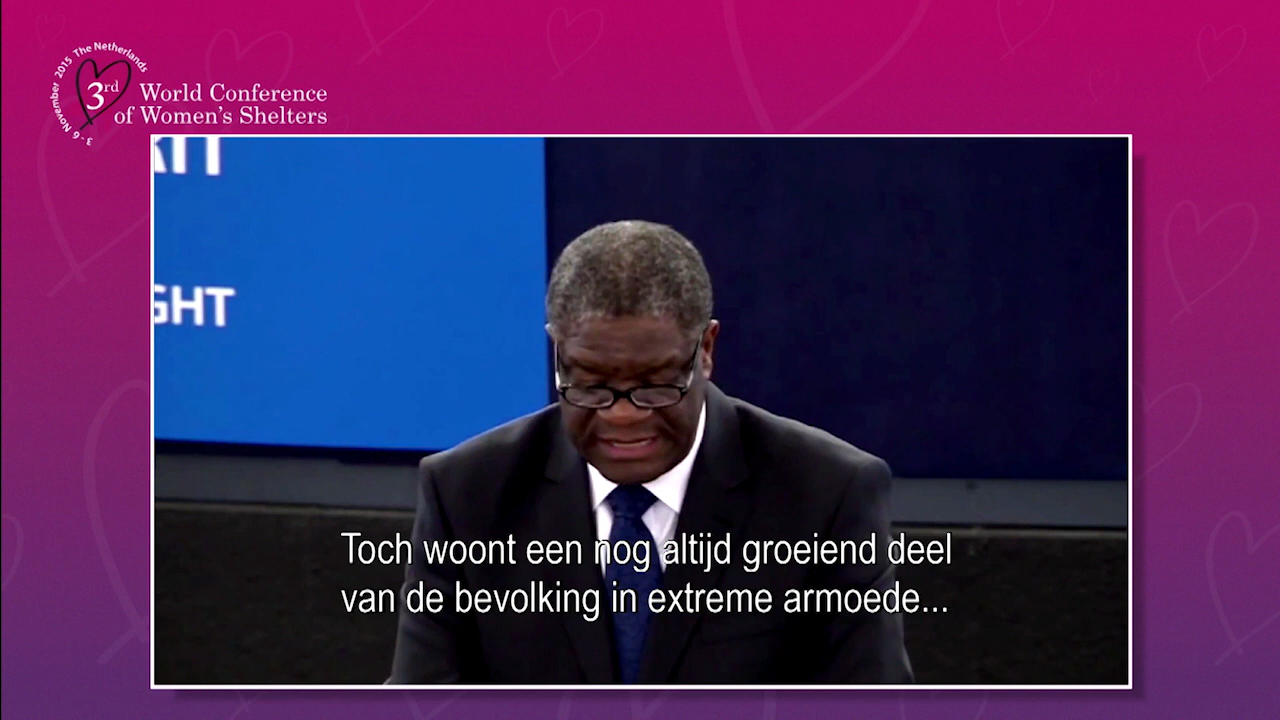 3 - 6 November 2015 The Netherlands
3rd World Conference
of Women's Shelters
GHT
Toch woont een nog altijd groeiend deel
van de bevolking in extreme armoede...